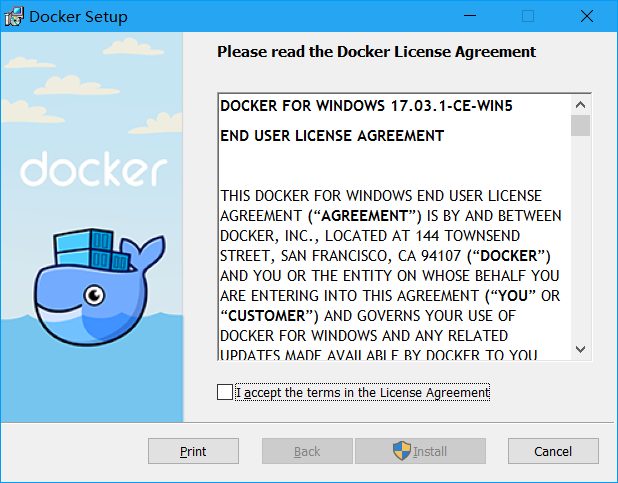 Docker Setup
Please read the Docker License Agreement
docker
DOCKER FOR WINDOWS 17.03.1-CE-WIN5
END USER LICENSE AGREEMENT
THIS DOCKER FOR WINDOWS END USER LICENSE
AGREEMENT (“AGREEMENT”) IS BY AND BETWEEN
DOCKER, INC., LOCATED AT 144 TOWNSEND
STREET, SAN FRANCISCO, CA 94107 (“DOCKER”)
AND YOU OR THE ENTITY ON WHOSE BEHALF YOU
ARE ENTERING INTO THIS AGREEMENT (“YOU” OR
“CUSTOMER”) AND GOVERNS YOUR USE OF
DOCKER FOR WINDOWS AND ANY RELATED
UPDATES MADE AVAILABLE BY DOCKER TO YOU
I accept the terms in the License Agreement
Print
Back
Install
Cancel